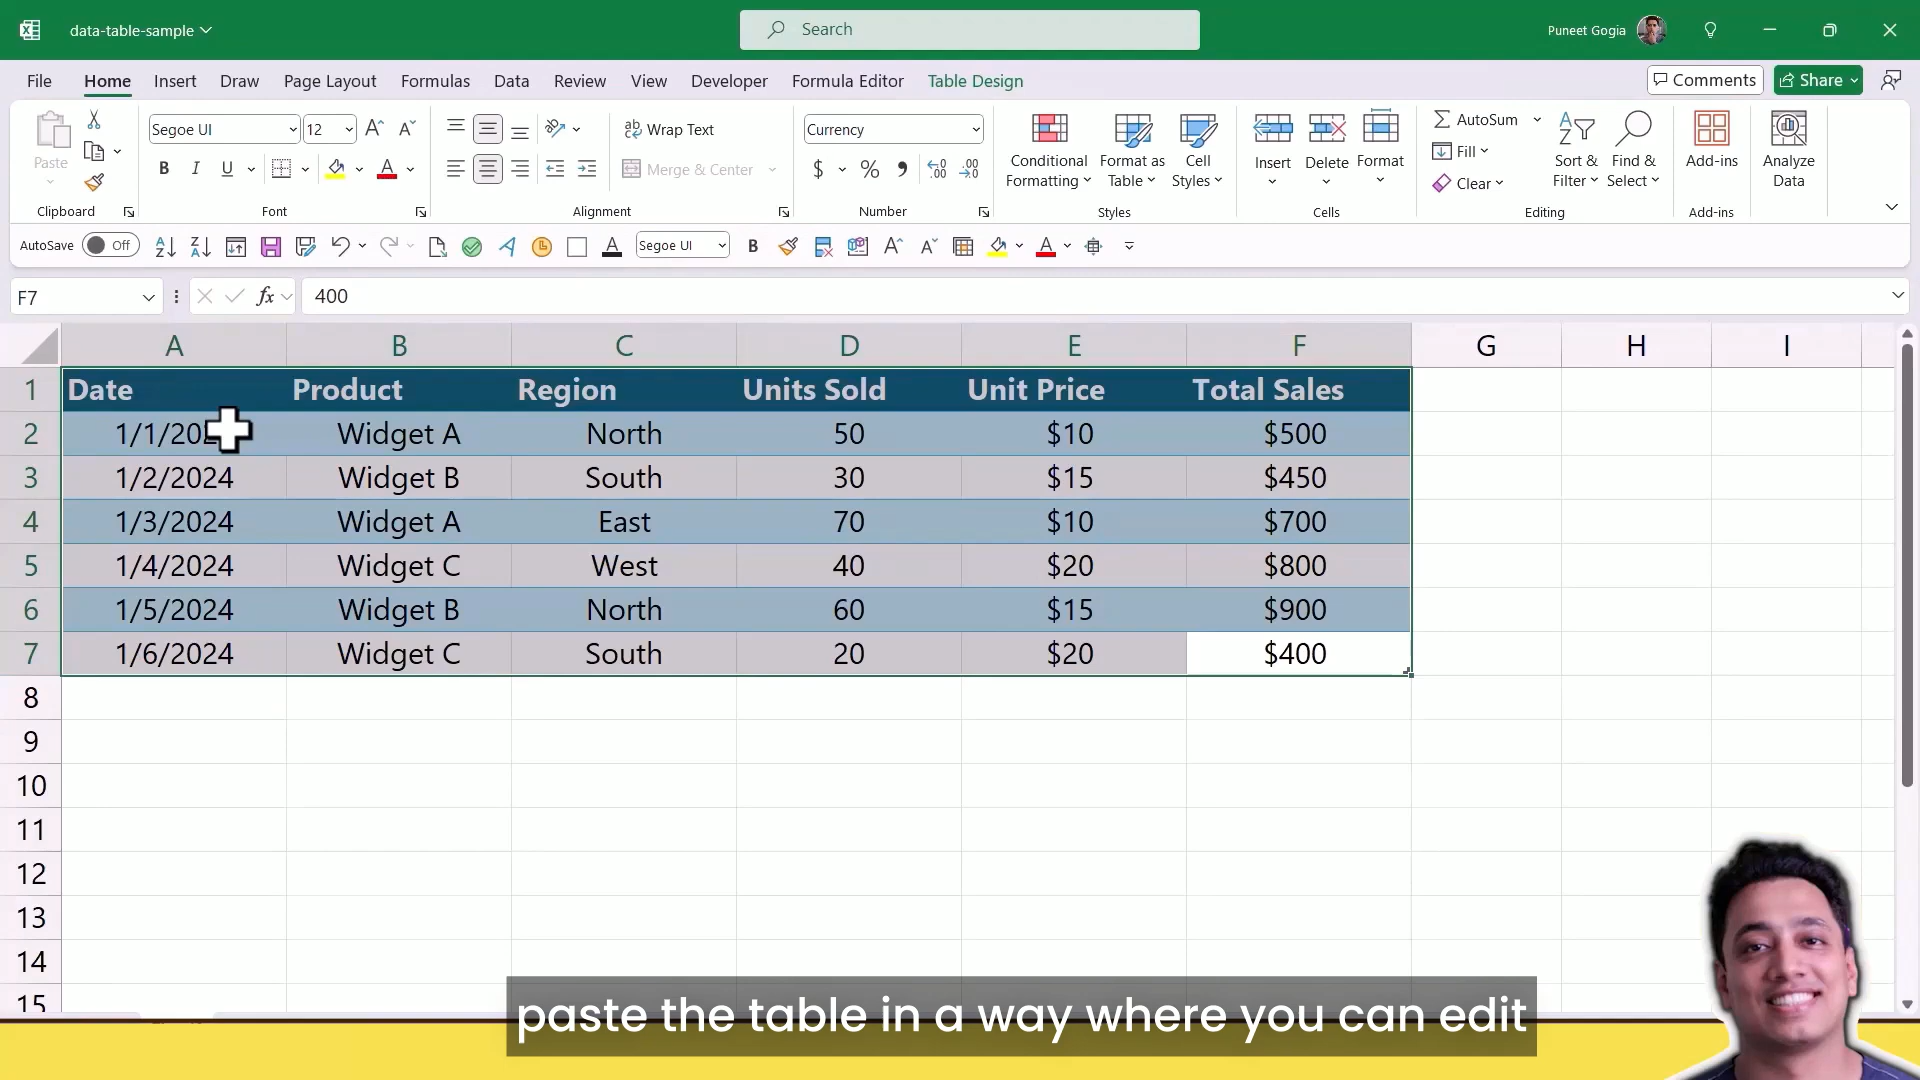 data-table-sample
Search
Puneet Gogia
File Home Insert Draw Page Layout Formulas Data Review View Developer Formula Editor Table Design
Comments Share
Paste
Segoe UI 12
B I U
ab Wrap Text
Merge & Center
Currency
$ %
Conditional Formatting
Format as Table
Cell Styles
Insert Delete Format
AutoSum
Fill
Clear
Sort & Filter
Find & Select
Add-ins
Analyze Data
Clipboard Font Alignment Number Styles Cells Editing Add-ins
AutoSave Off
Segoe UI B
F7 fx 400
A B C D E F G H I
1 Date Product Region Units Sold Unit Price Total Sales
2 Widget A North 50 $10 $500
3 1/2/2024 Widget B South 30 $15 $450
4 1/3/2024 Widget A East 70 $10 $700
5 1/4/2024 Widget C West 40 $20 $800
6 1/5/2024 Widget B North 60 $15 $900
7 1/6/2024 Widget C South 20 $20 $400
8
9
10
11
12
13
14
15
paste the table in a way where you can edit